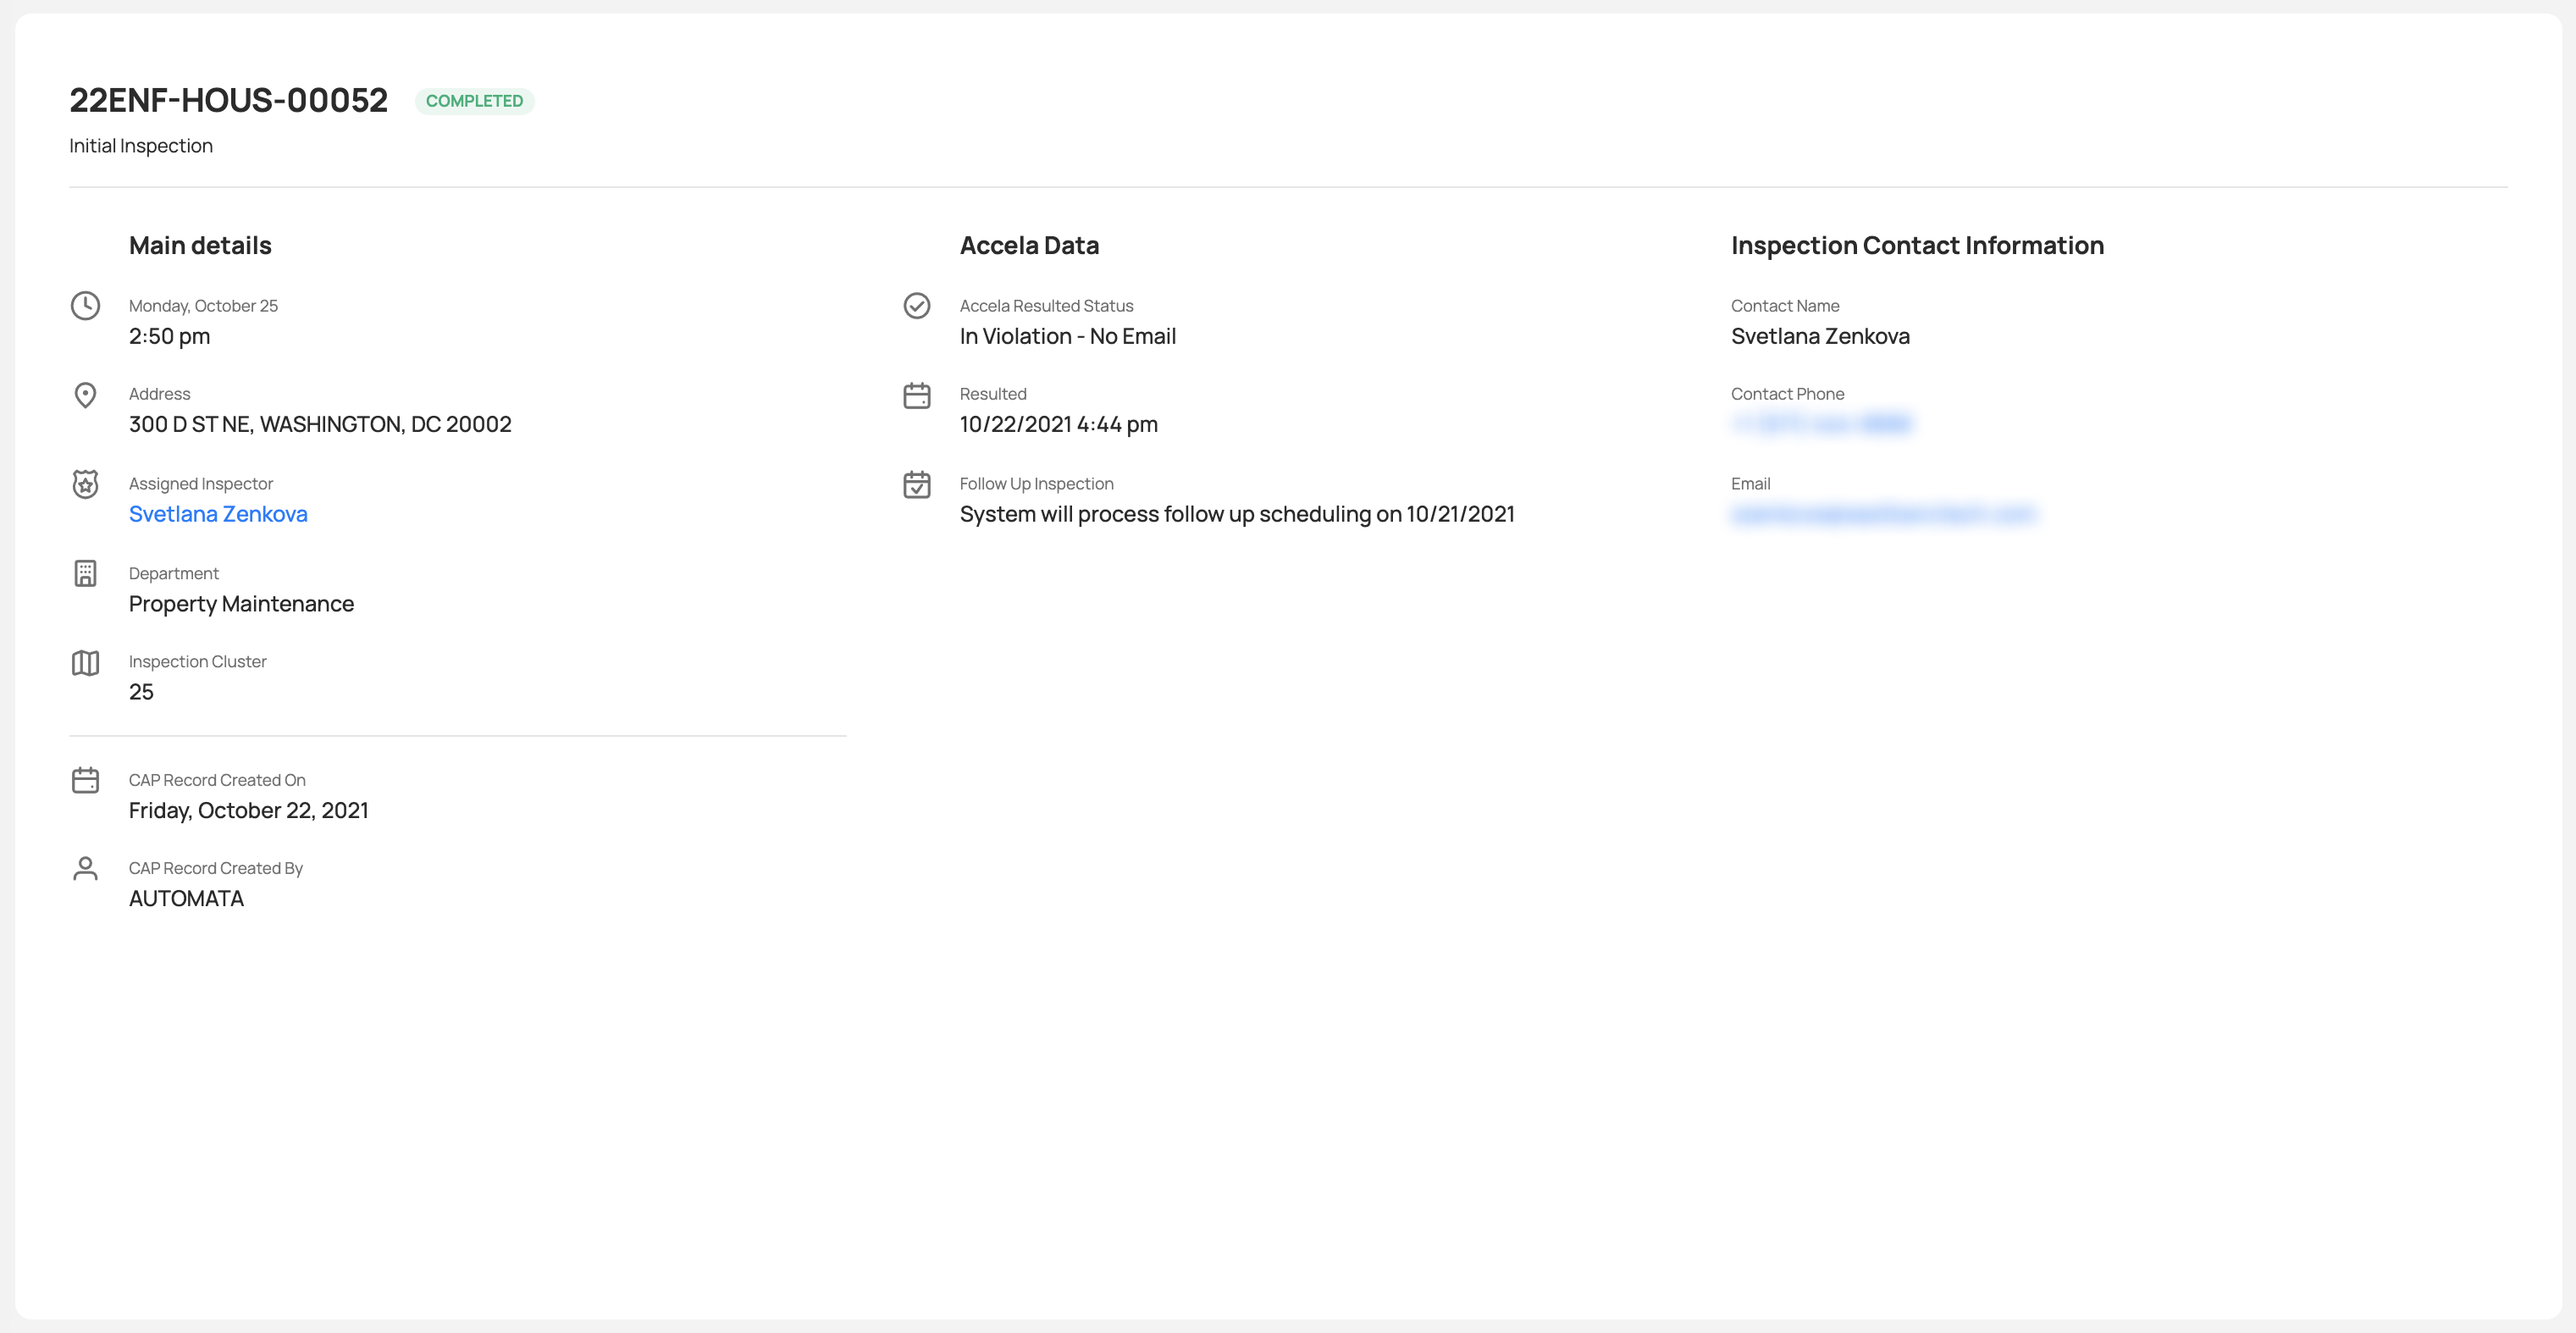 22ENF-HOUS-00052 COMPLETED
Initial Inspection
Main details
Monday, October 25
2:50 pm
Address
300 D ST NE, WASHINGTON, DC 20002
Assigned Inspector
Svetlana Zenkova
Department
Property Maintenance
Inspection Cluster
25
CAP Record Created On
Friday, October 22, 2021
CAP Record Created By
AUTOMATA
Accela Data
Accela Resulted Status
In Violation - No Email
Resulted
10/22/2021 4:44 pm
Follow Up Inspection
System will process follow up scheduling on 10/21/2021
Inspection Contact Information
Contact Name
Svetlana Zenkova
Contact Phone
Email